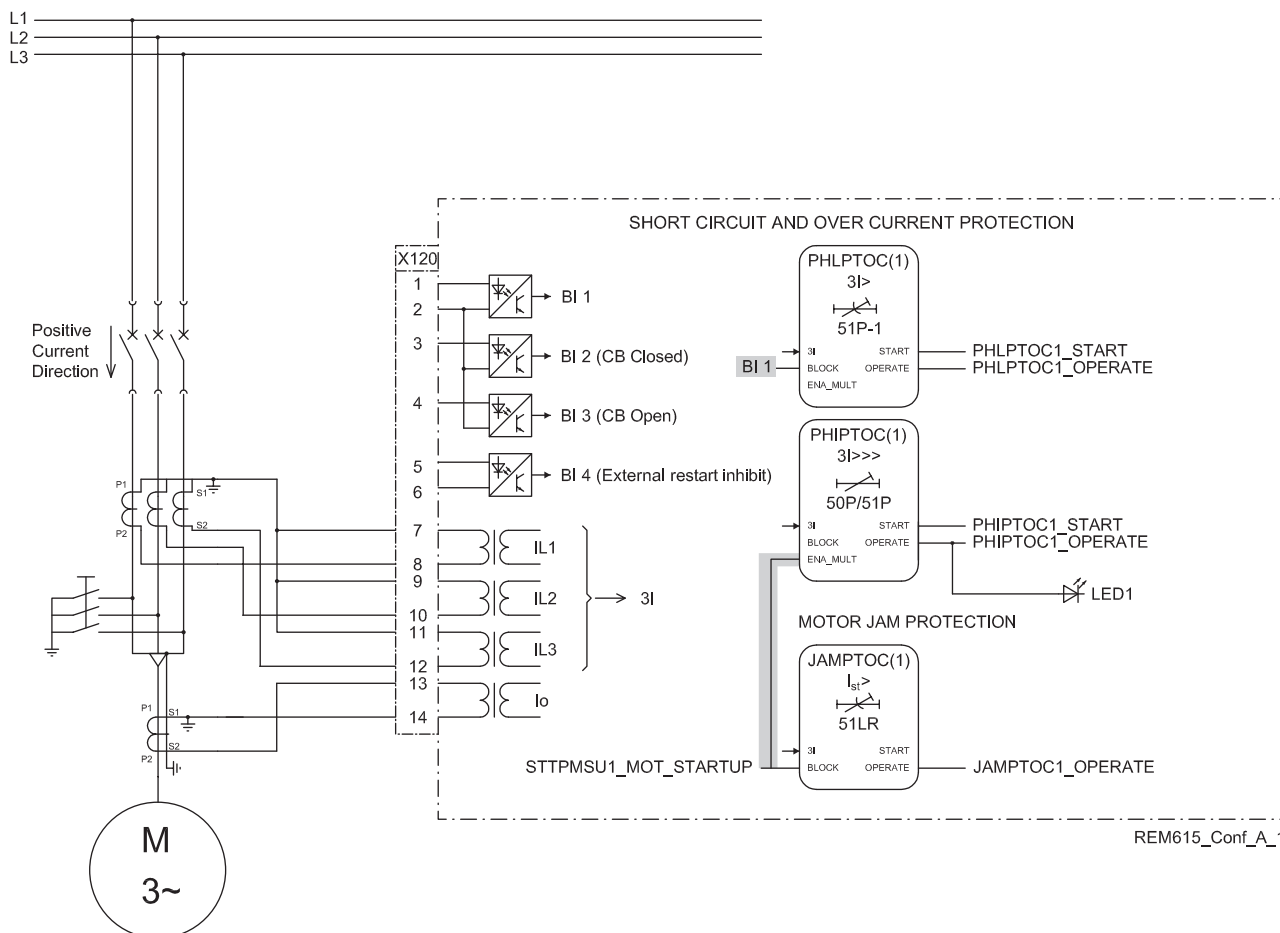 L1
L2
L3
SHORT CIRCUIT AND OVER CURRENT PROTECTION
X120
1
2
3
4
5
6
7
8
9
10
11
12
13
14
BI 1
BI 2 (CB Closed)
BI 3 (CB Open)
BI 4 (External restart inhibit)
IL1
IL2
IL3
Io
3I
Positive
Current
Direction
P1
P2
S1
S2
P1
P2
S1
S2
M
3~
PHLPTOC(1)
3I>
51P-1
3I START
BLOCK OPERATE
ENA_MULT
BI 1
PHLPTOC1_START
PHLPTOC1_OPERATE
PHIPTOC(1)
3I>>>
50P/51P
3I START
BLOCK OPERATE
ENA_MULT
PHIPTOC1_START
PHIPTOC1_OPERATE
LED1
MOTOR JAM PROTECTION
JAMPTOC(1)
Ist>
51LR
3I START
BLOCK OPERATE
STTPMSU1_MOT_STARTUP
JAMPTOC1_OPERATE
REM615_Conf_A_1